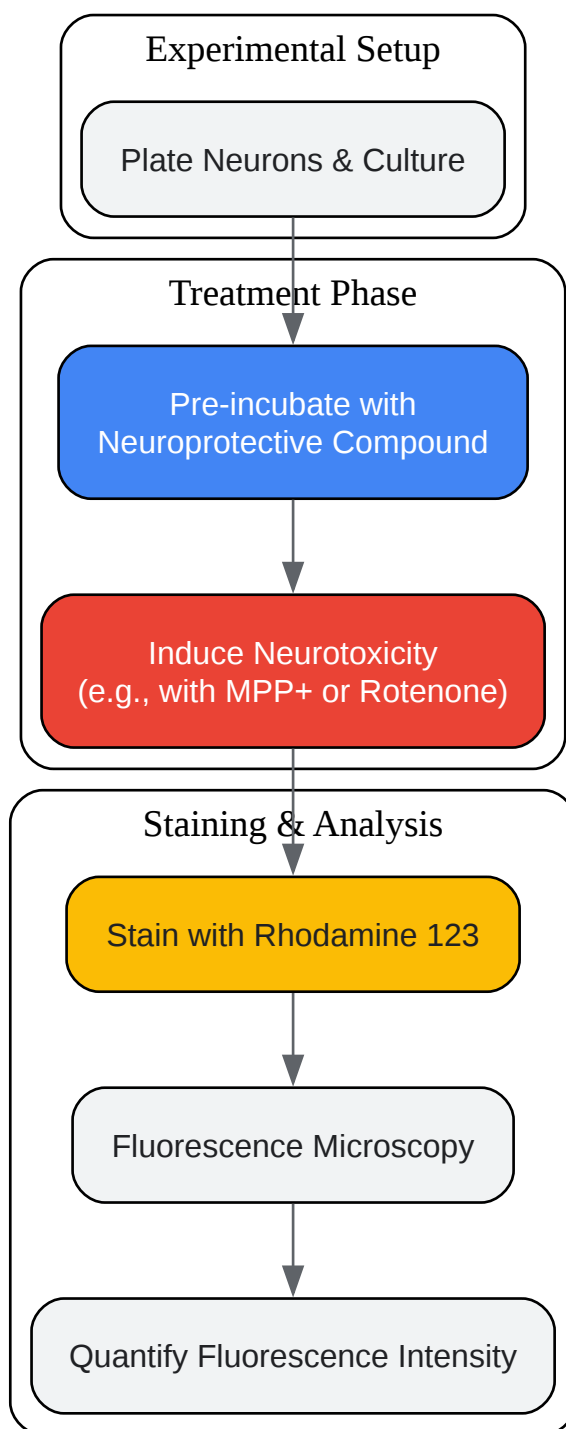 Experimental Setup
Plate Neurons & Culture
Treatment Phase
Pre-incubate with
Neuroprotective Compound
Induce Neurotoxicity
(e.g., with MPP+ or Rotenone)
Staining & Analysis
Stain with Rhodamine 123
Fluorescence Microscopy
Quantify Fluorescence Intensity